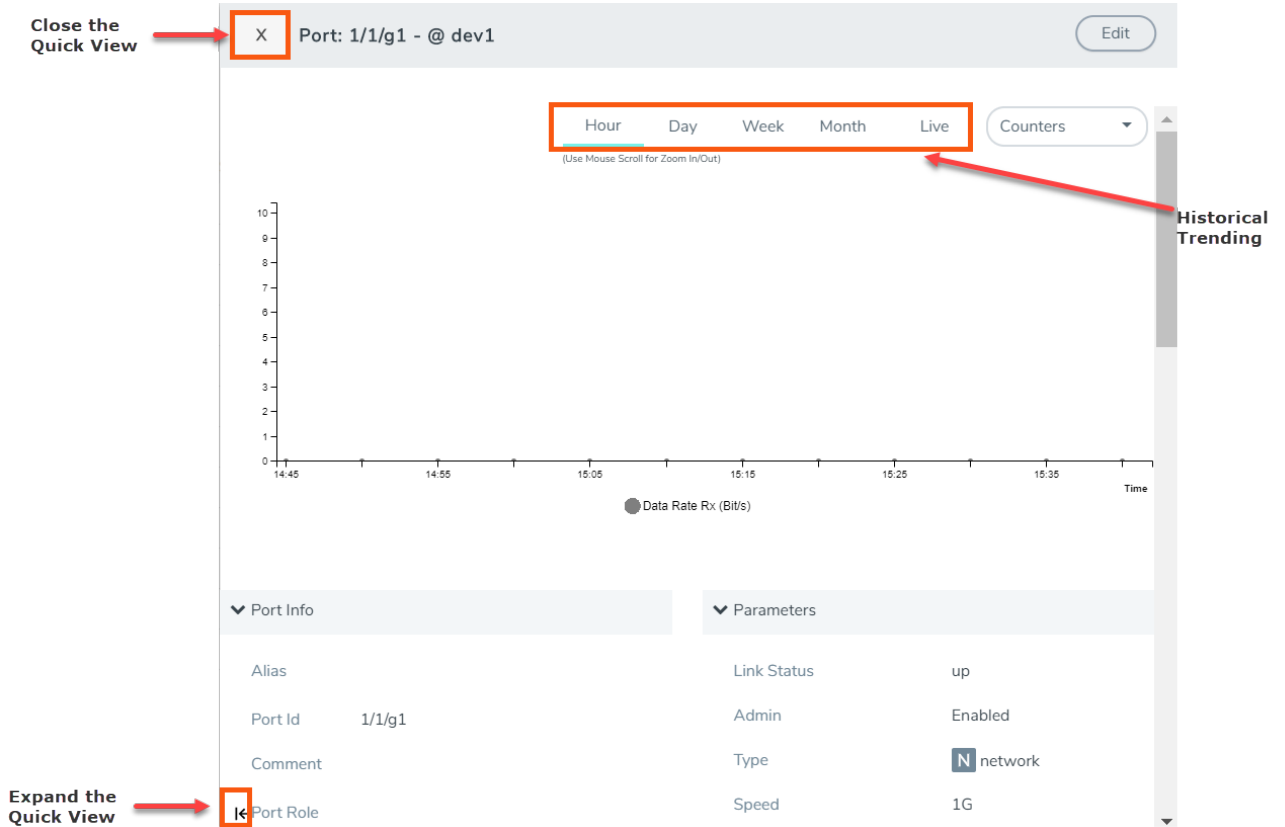 Close the
Quick View
X
Port: 1/1/g1 - @ dev1
Edit
Hour Day Week Month Live
Counters
(Use Mouse Scroll for Zoom In/Out)
Historical
Trending
10
9
8
7
6
5
4
3
2
1
0
14:45 14:55 15:05 15:15 15:25 15:35
Time
Data Rate Rx (Bit/s)
Port Info
Alias
Port Id 1/1/g1
Comment
Port Role
Parameters
Link Status up
Admin Enabled
Type N network
Speed 1G
Expand the
Quick View